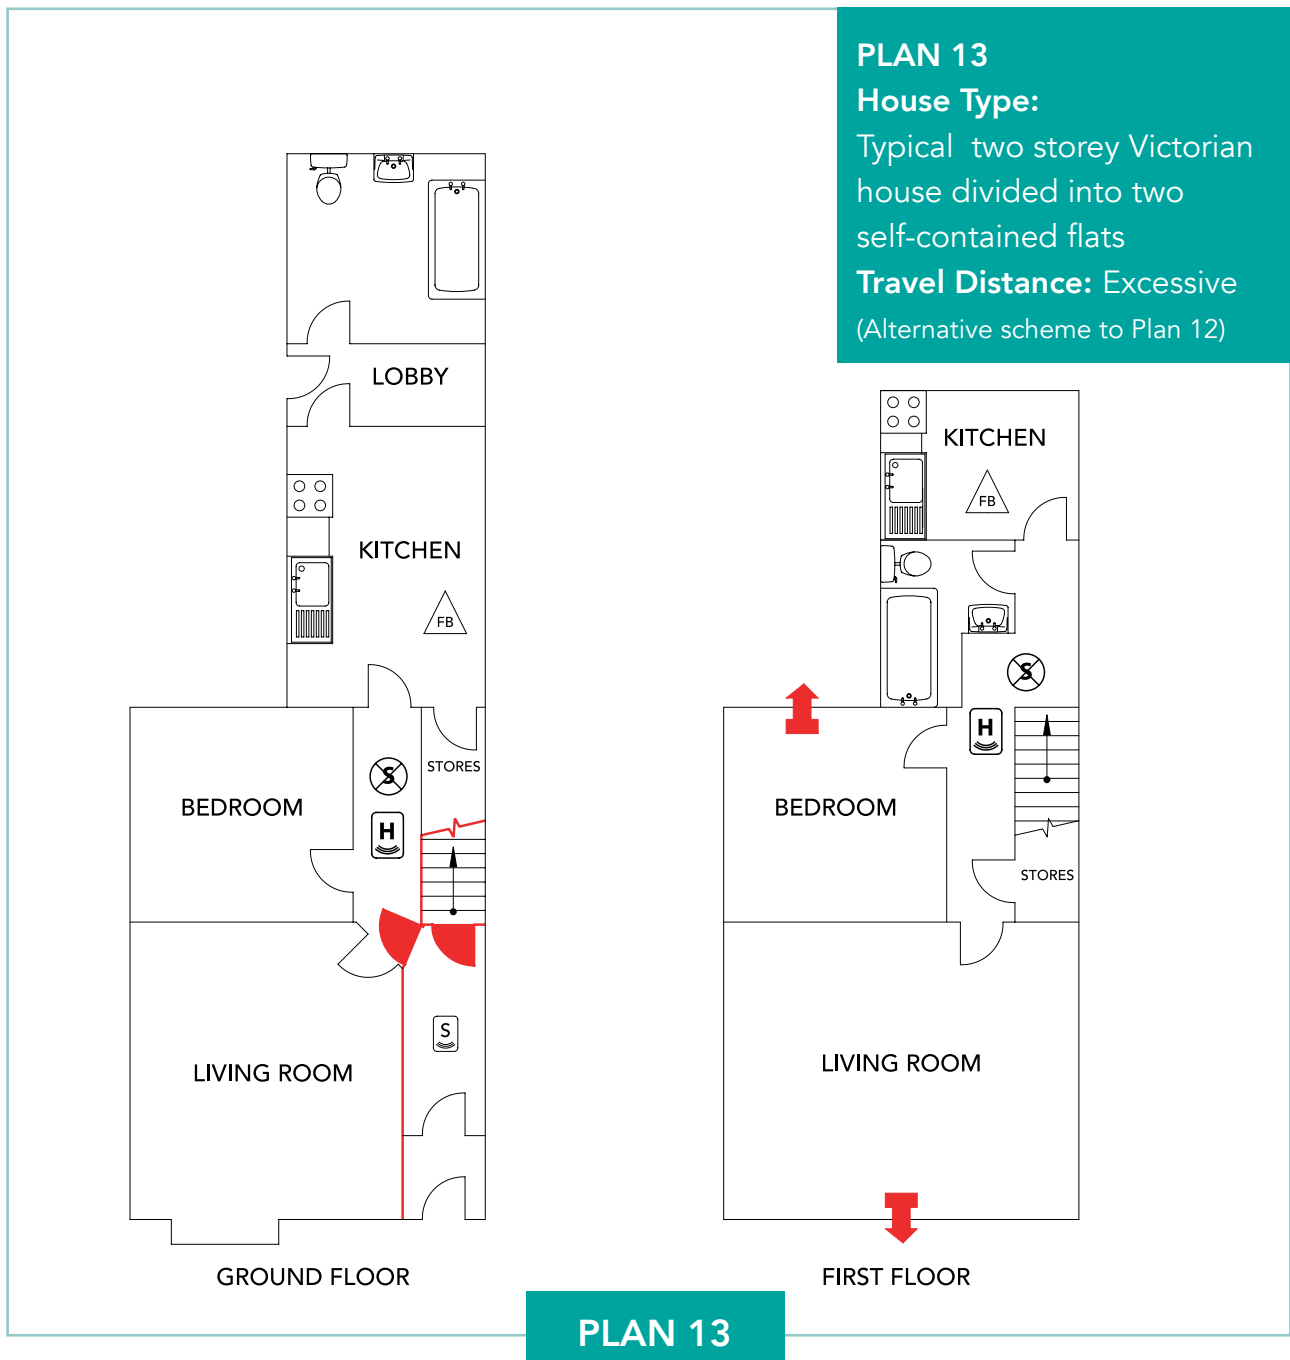 PLAN 13
House Type:
Typical two storey Victorian
house divided into two
self-contained flats
Travel Distance: Excessive
(Alternative scheme to Plan 12)
LOBBY
KITCHEN
FB
STORES
S
BEDROOM
H
S
LIVING ROOM
GROUND FLOOR
KITCHEN
FB
S
H
BEDROOM
STORES
LIVING ROOM
FIRST FLOOR
PLAN 13